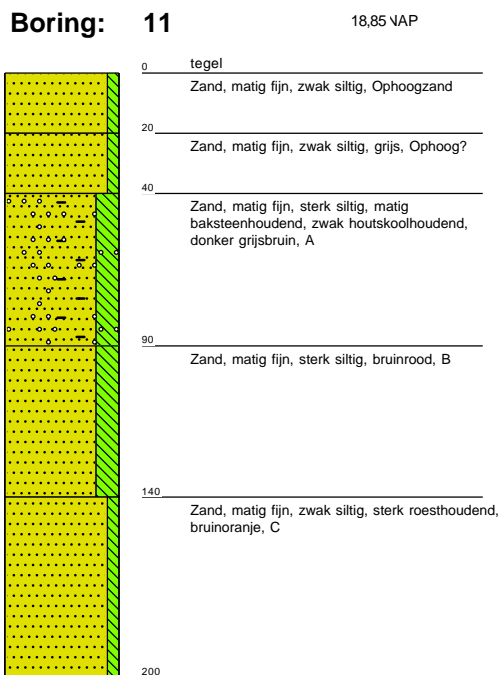 Boring: 11
18,85 NAP
0 tegel
Zand, matig fijn, zwak siltig, Ophoogzand
20
Zand, matig fijn, zwak siltig, grijs, Ophoog?
40
Zand, matig fijn, sterk siltig, matig
baksteenhoudend, zwak houtskoolhoudend,
donker grijsbruin, A
90
Zand, matig fijn, sterk siltig, bruinrood, B
140
Zand, matig fijn, zwak siltig, sterk roesthoudend,
bruinoranje, C
200